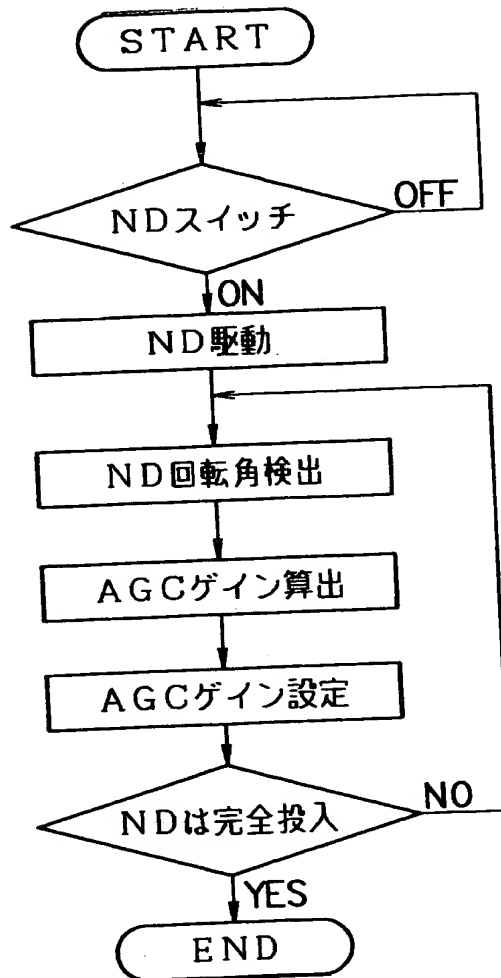 START
NDスイッチ
OFF
ON
ND駆動
ND回転角検出
AGCゲイン算出
AGCゲイン設定
NDは完全投入
NO
YES
END